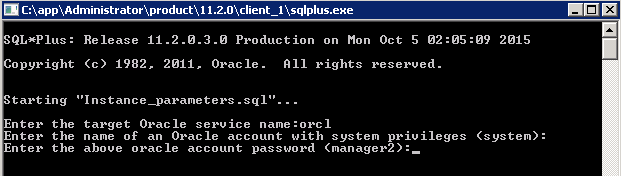 C:\app\Administrator\product\11.2.0\client_1\sqlplus.exe
SQL*Plus: Release 11.2.0.3.0 Production on Mon Oct 5 02:05:09 2015
Copyright (c) 1982, 2011, Oracle.  All rights reserved.
Starting "Instance_parameters.sql"...
Enter the target Oracle service name:orcl
Enter the name of an Oracle account with system privileges (system):
Enter the above oracle account password (manager2):_